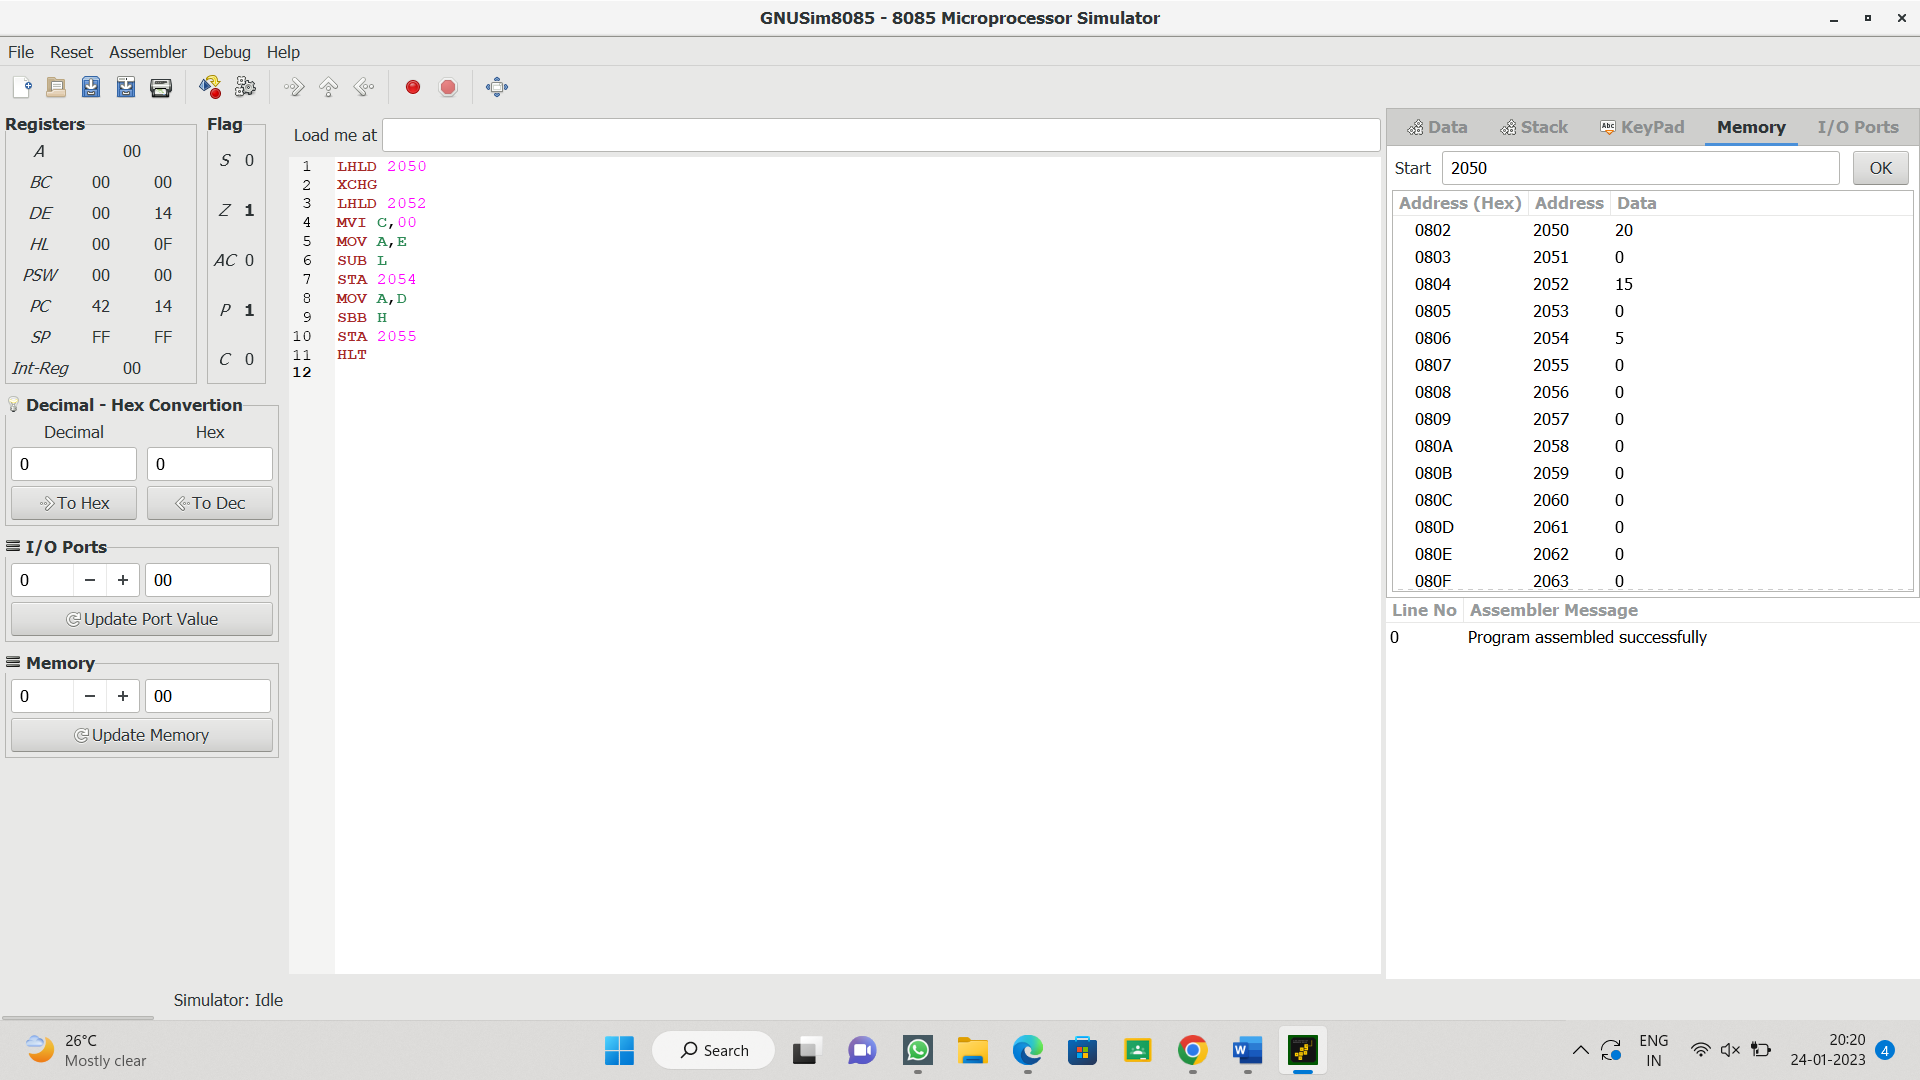 GNUSim8085 - 8085 Microprocessor Simulator
File Reset Assembler Debug Help
Registers
A 00
BC 00 00
DE 00 14
HL 00 0F
PSW 00 00
PC 42 14
SP FF FF
Int-Reg 00
Flag
S 0
Z 1
AC 0
P 1
C 0
Decimal - Hex Convertion
Decimal Hex
0 0
To Hex To Dec
I/O Ports
0 − + 00
Update Port Value
Memory
0 − + 00
Update Memory
Load me at
1 LHLD 2050
2 XCHG
3 LHLD 2052
4 MVI C,00
5 MOV A,E
6 SUB L
7 STA 2054
8 MOV A,D
9 SBB H
10 STA 2055
11 HLT
12
Data Stack Abc KeyPad Memory I/O Ports
Start 2050 OK
Address (Hex) Address Data
0802 2050 20
0803 2051 0
0804 2052 15
0805 2053 0
0806 2054 5
0807 2055 0
0808 2056 0
0809 2057 0
080A 2058 0
080B 2059 0
080C 2060 0
080D 2061 0
080E 2062 0
080F 2063 0
Line No Assembler Message
0 Program assembled successfully
Simulator: Idle
26°C
Mostly clear
Search
W
ENG
IN
20:20
24-01-2023
4